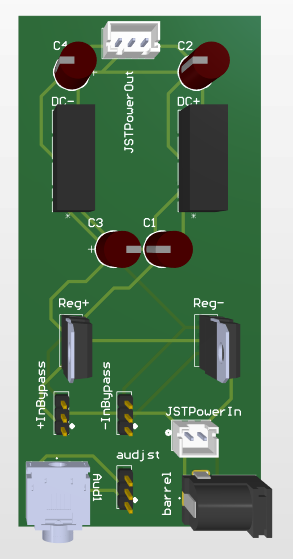 C4
C2
JSTPowerOut
DC-
DC+
C3
C1
Reg+
Reg-
+InBypass
-InBypass
JSTPowerIn
audjst
Aud1
barrel